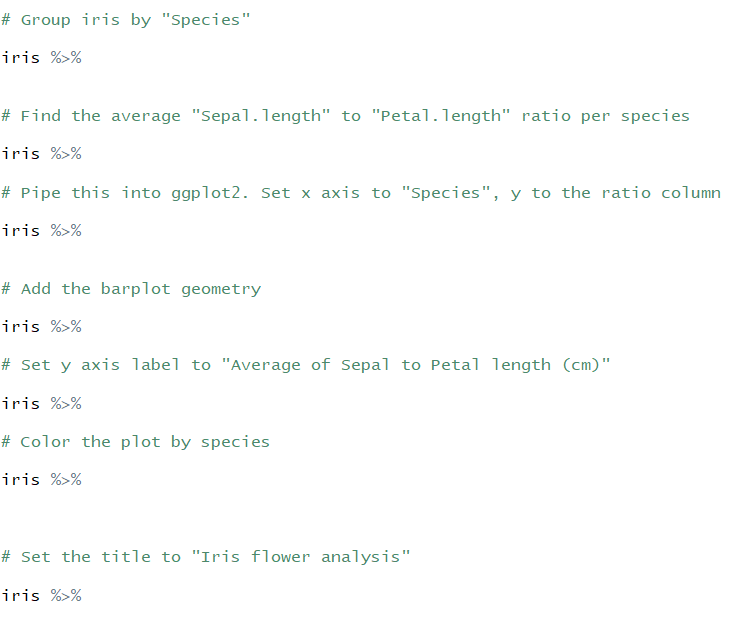 # Group iris by "Species"
iris %>%
# Find the average "Sepal.length" to "Petal.length" ratio per species
iris %>%
# Pipe this into ggplot2. Set x axis to "Species", y to the ratio column
iris %>%
# Add the barplot geometry
iris %>%
# Set y axis label to "Average of Sepal to Petal length (cm)"
iris %>%
# Color the plot by species
iris %>%
# Set the title to "Iris flower analysis"
iris %>%